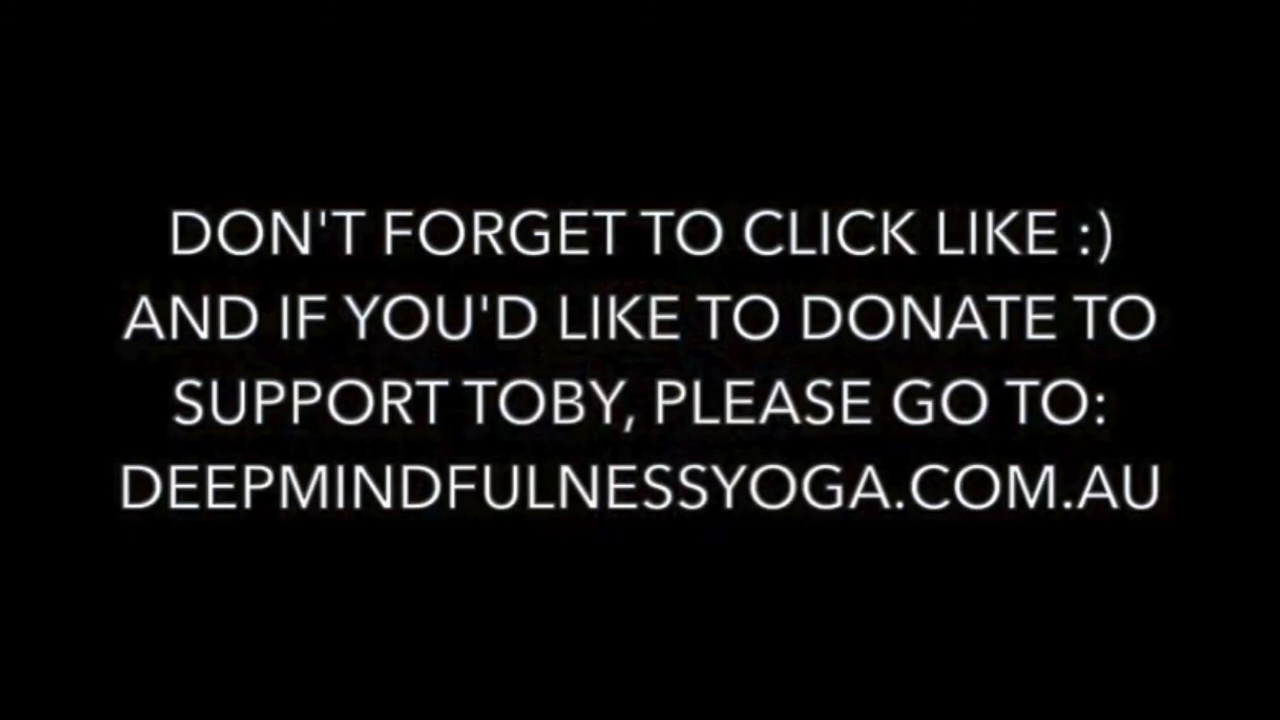 DON'T FORGET TO CLICK LIKE :)
AND IF YOU'D LIKE TO DONATE TO
SUPPORT TOBY, PLEASE GO TO:
DEEPMINDFULNESSYOGA.COM.AU